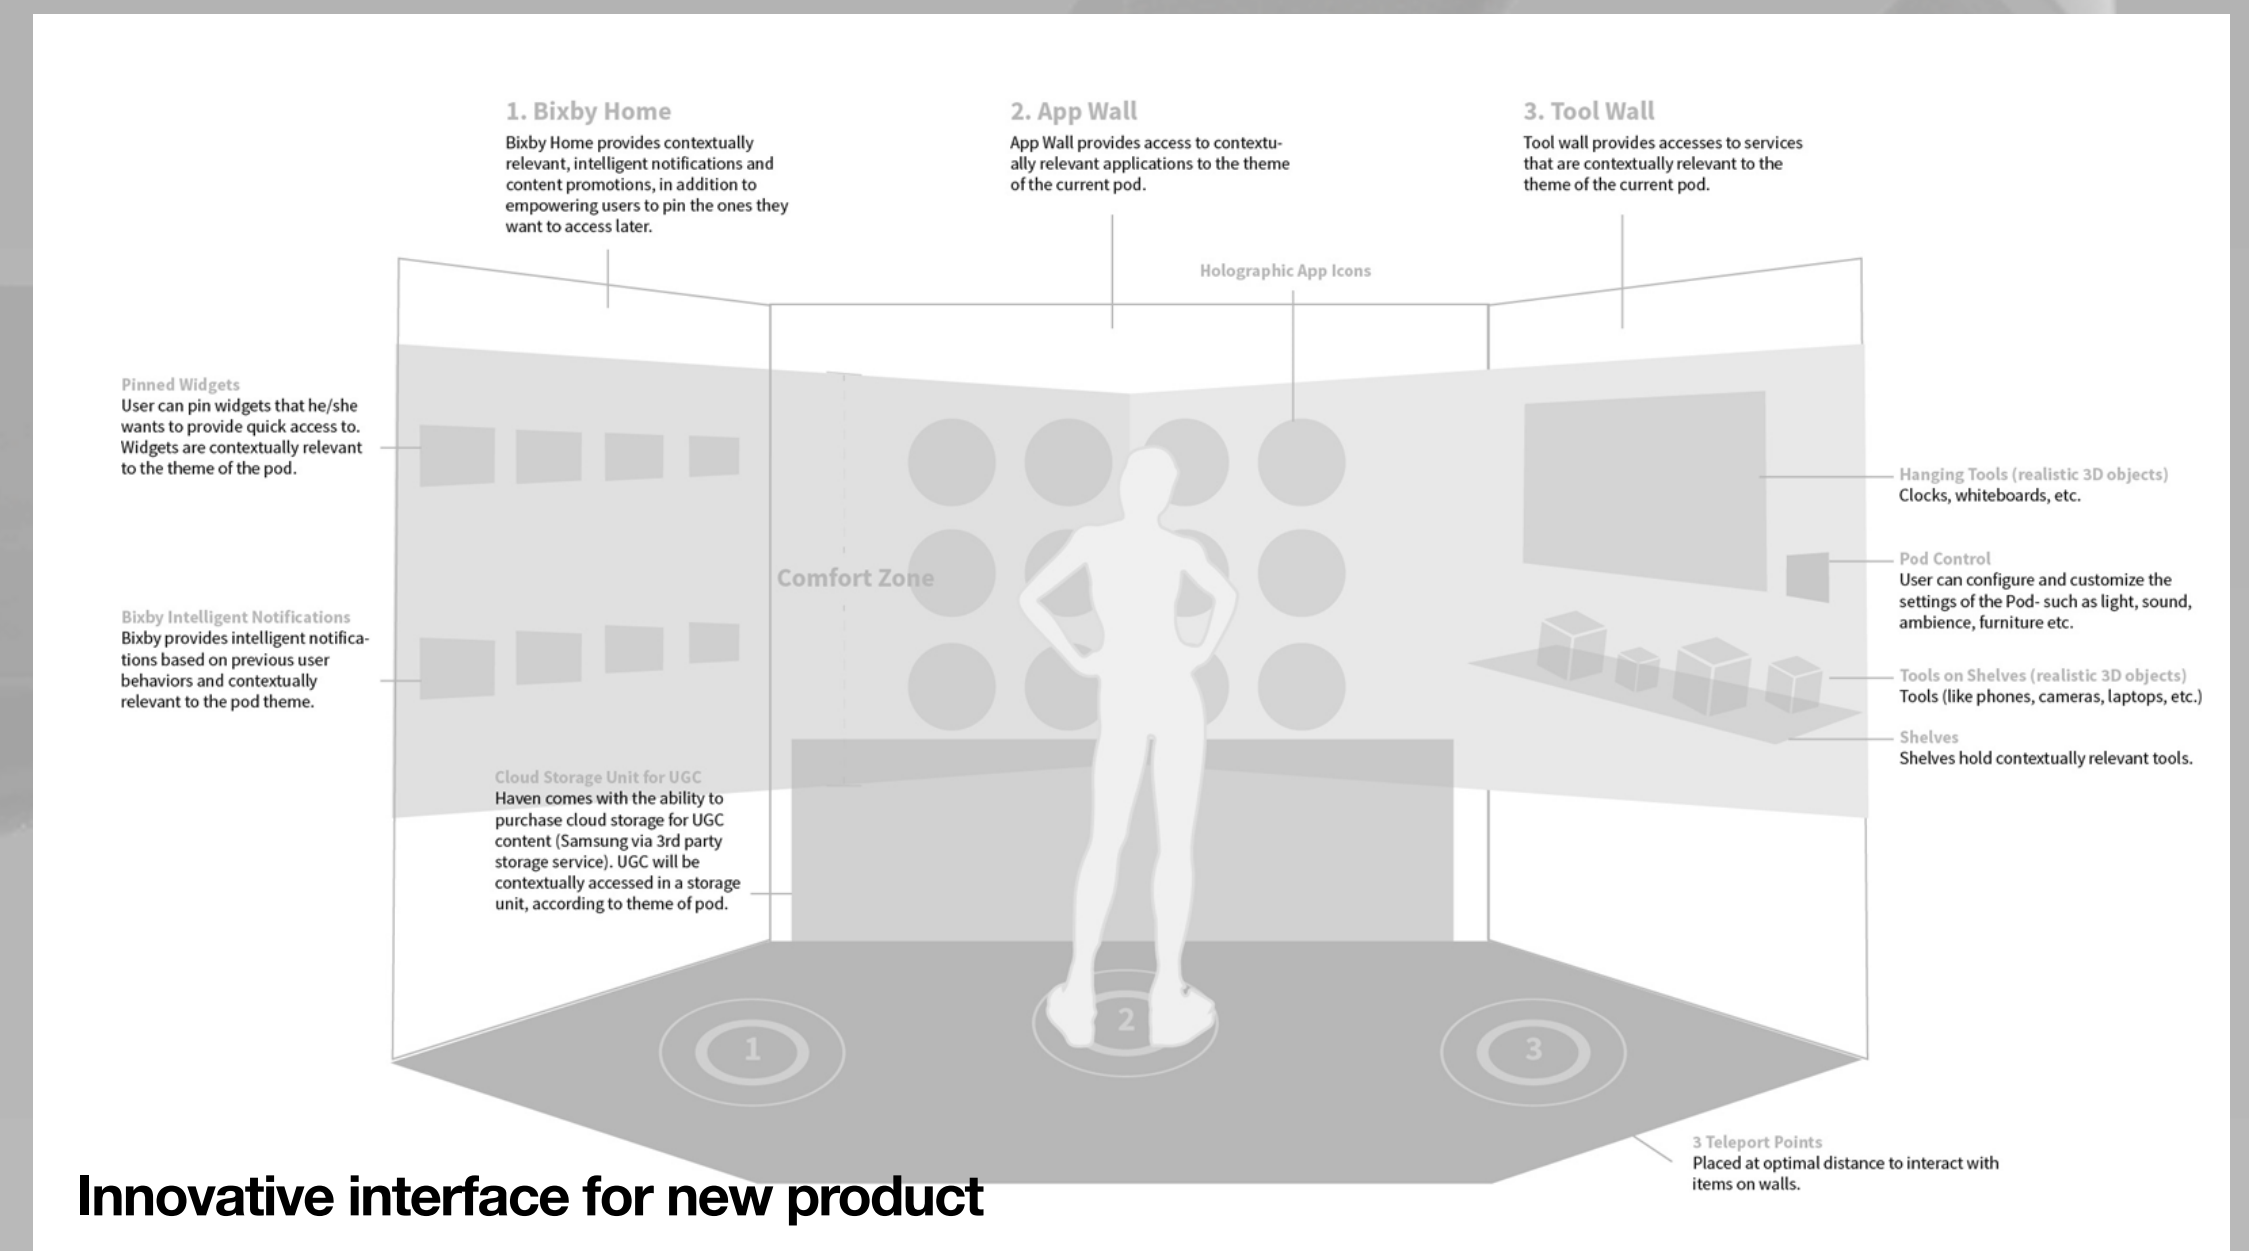 1. Bixby Home
Bixby Home provides contextually
relevant, intelligent notifications and
content promotions, in addition to
empowering users to pin the ones they
want to access later.
2. App Wall
App Wall provides access to contextu-
ally relevant applications to the theme
of the current pod.
3. Tool Wall
Tool wall provides accesses to services
that are contextually relevant to the
theme of the current pod.
Holographic App Icons
Pinned Widgets
User can pin widgets that he/she
wants to provide quick access to.
Widgets are contextually relevant
to the theme of the pod.
Bixby Intelligent Notifications
Bixby provides intelligent notifica-
tions based on previous user
behaviors and contextually
relevant to the pod theme.
Comfort Zone
Cloud Storage Unit for UGC
Haven comes with the ability to
purchase cloud storage for UGC
content (Samsung via 3rd party
storage service). UGC will be
contextually accessed in a storage
unit, according to theme of pod.
Hanging Tools (realistic 3D objects)
Clocks, whiteboards, etc.
Pod Control
User can configure and customize the
settings of the Pod- such as light, sound,
ambience, furniture etc.
Tools on Shelves (realistic 3D objects)
Tools (like phones, cameras, laptops, etc.)
Shelves
Shelves hold contextually relevant tools.
1
2
3
3 Teleport Points
Placed at optimal distance to interact with
items on walls.
Innovative interface for new product